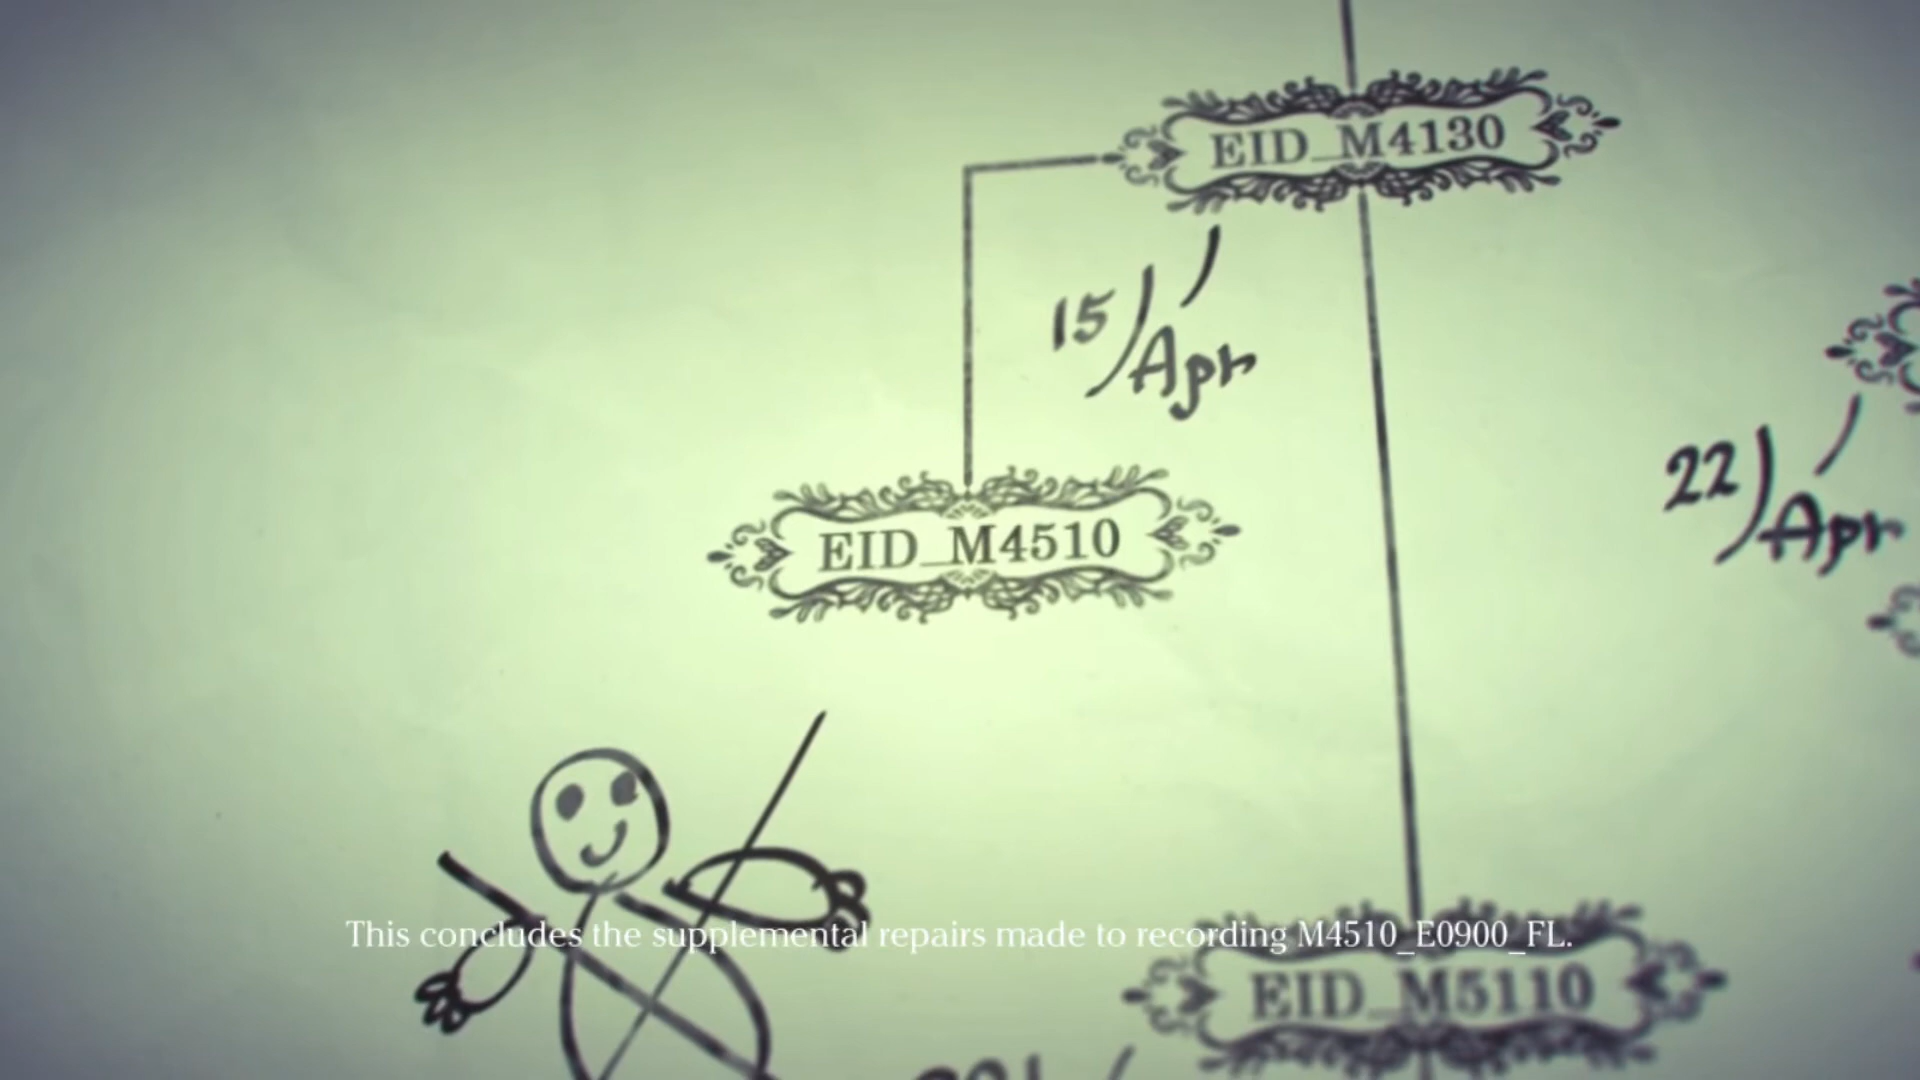 EID_M4130
15/Apr
22/Apr
EID_M4510
This concludes the supplemental repairs made to recording M4510_E0900_FL.
EID_M5110